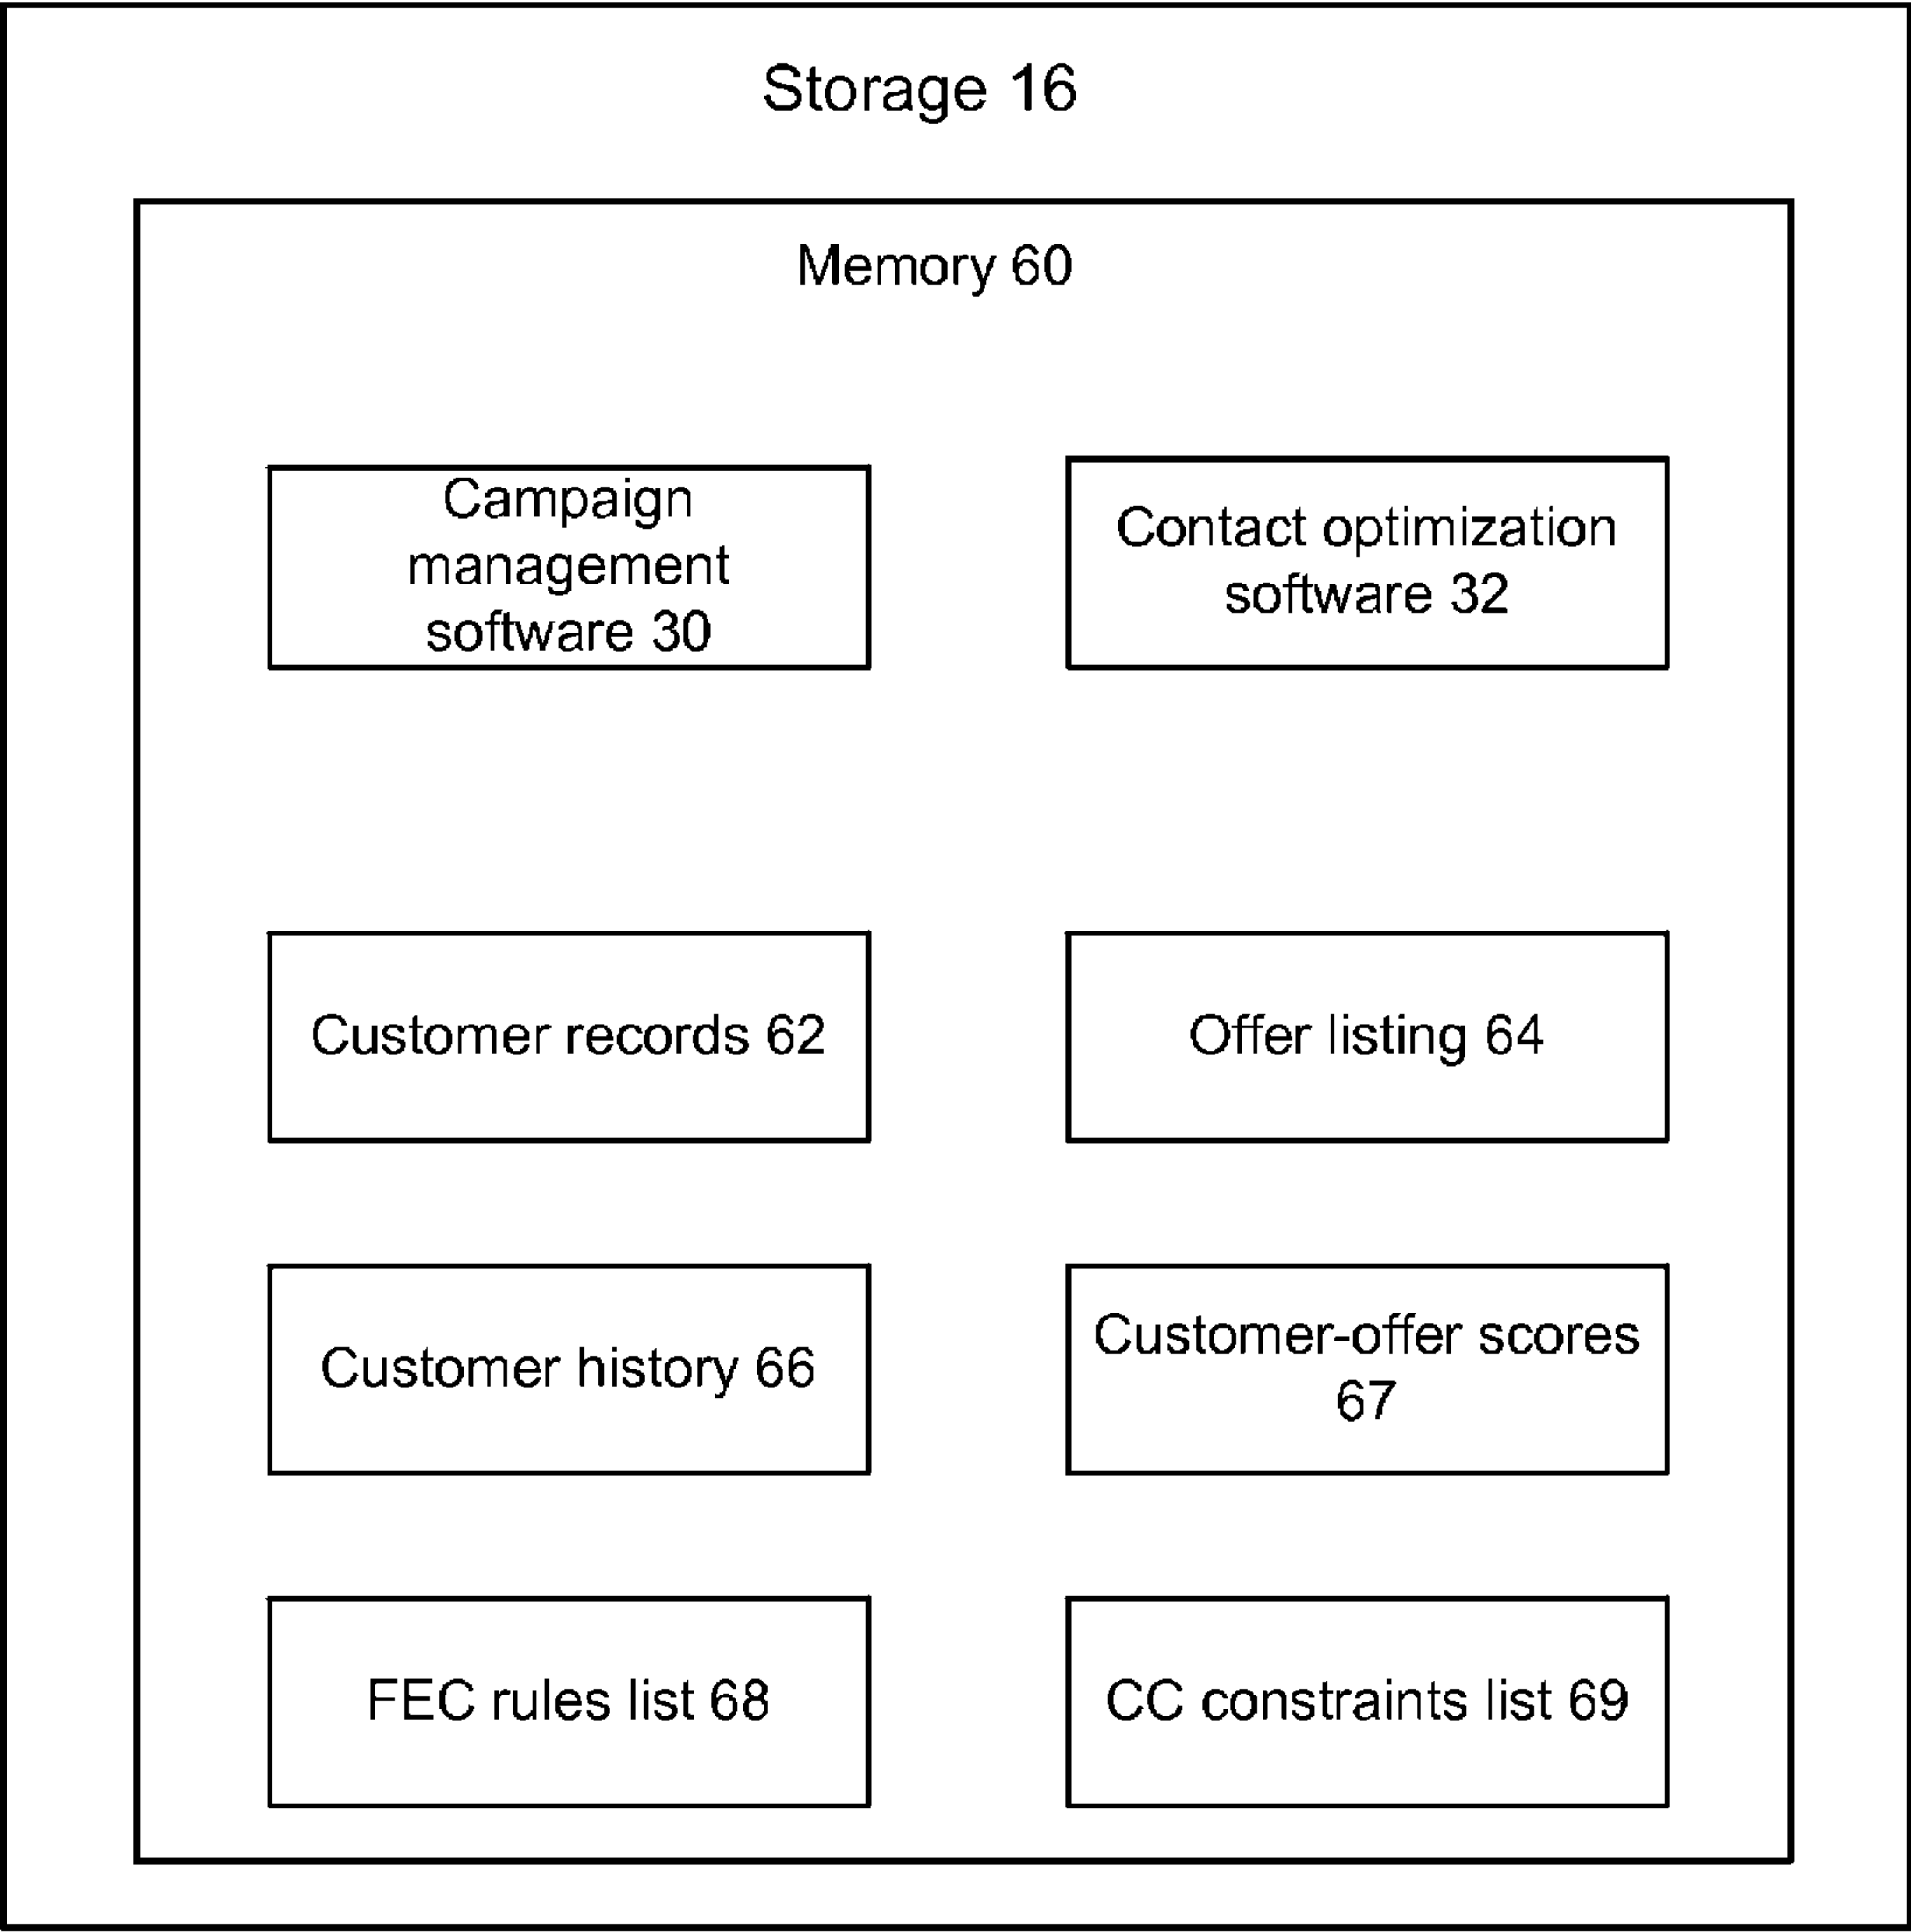 Storage 16
Memory 60
Campaign
management
software 30
Contact optimization
software 32
Customer records 62
Offer listing 64
Customer history 66
Customer-offer scores
67
FEC rules list 68
CC constraints list 69